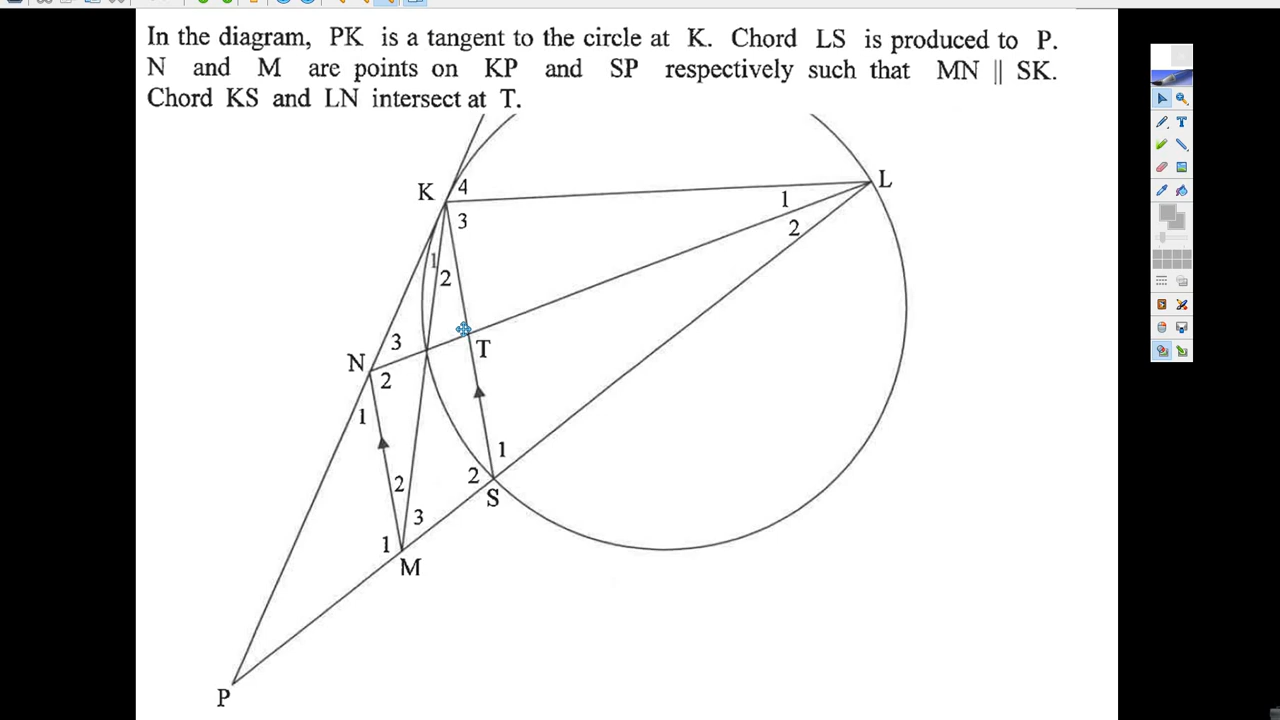 In the diagram, PK is a tangent to the circle at K. Chord LS is produced to P.
N and M are points on KP and SP respectively such that MN || SK.
Chord KS and LN intersect at T.
K 4
L
1
3
2
1
2
3
T
N
2
1
1
2
2
S
3
1
M
P